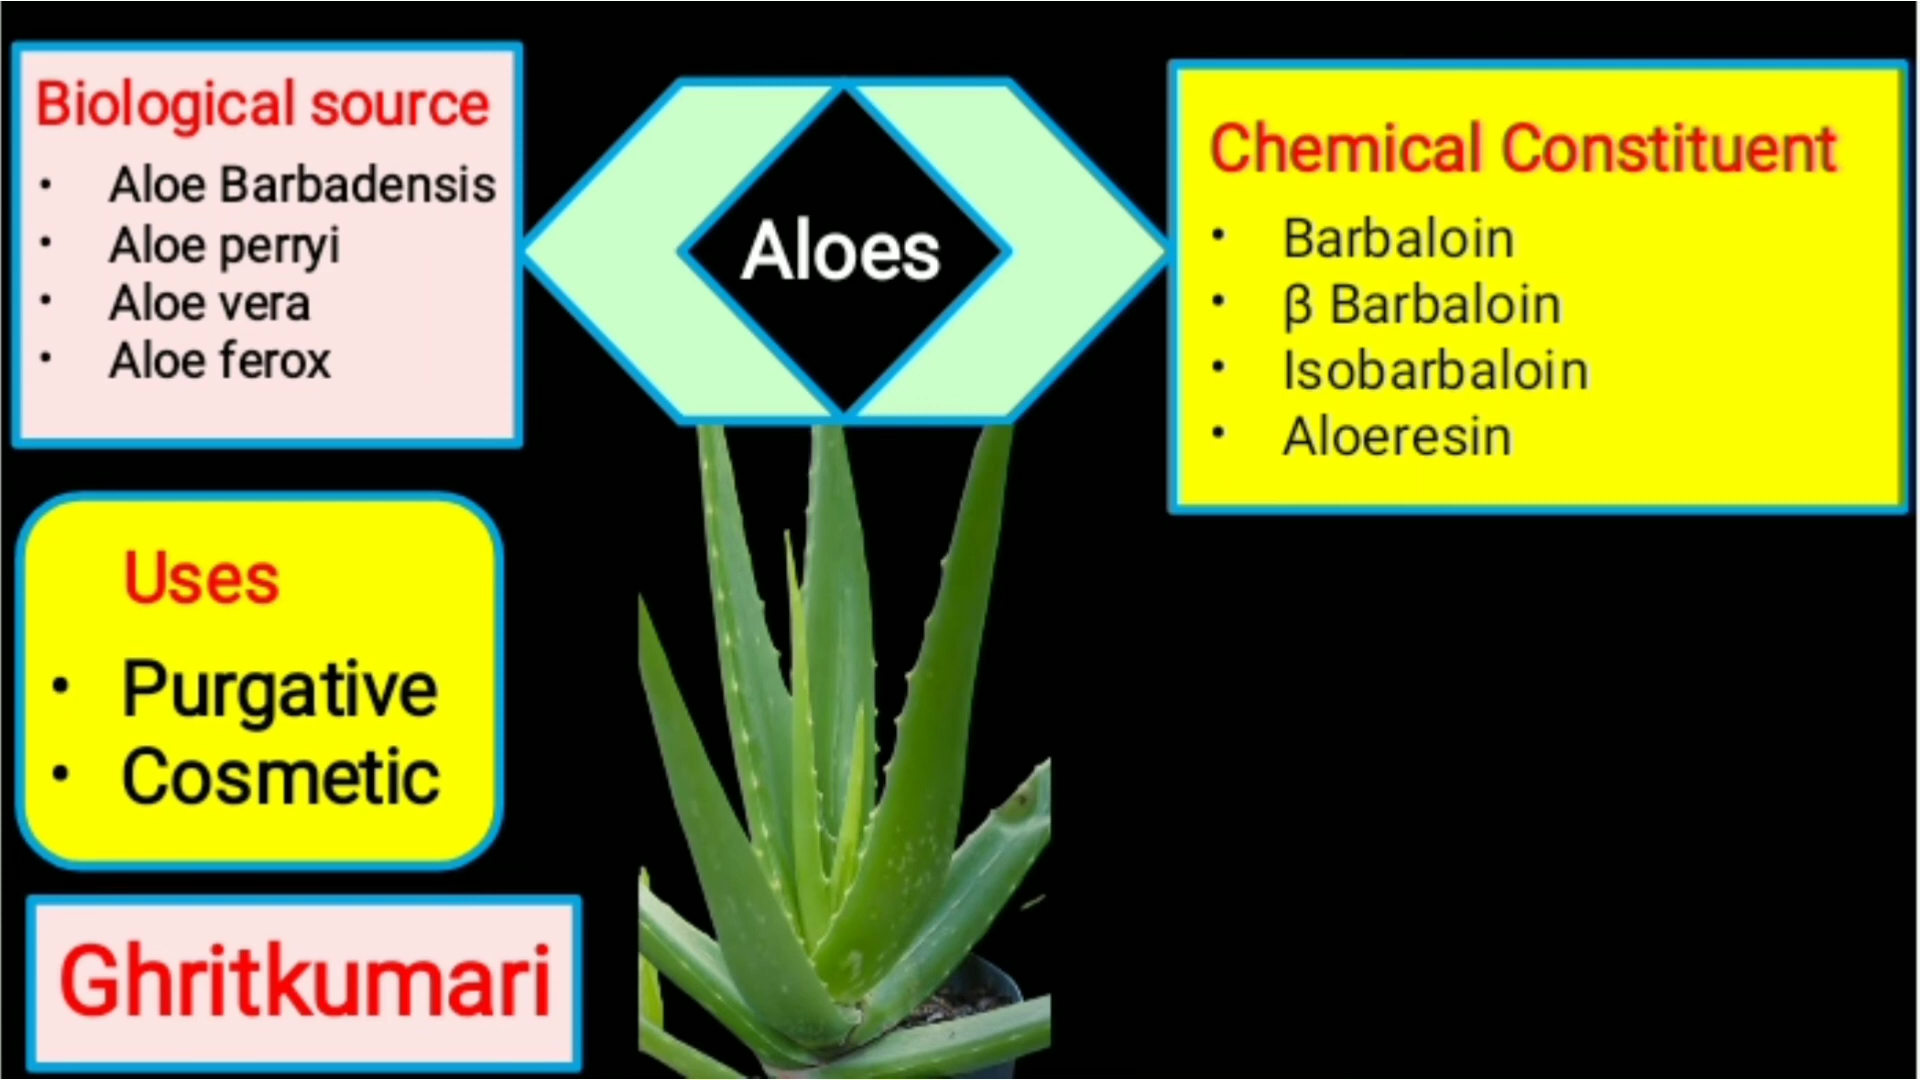 Biological source
• Aloe Barbadensis
• Aloe perryi
• Aloe vera
• Aloe ferox
Aloes
Chemical Constituent
• Barbaloin
• β Barbaloin
• Isobarbaloin
• Aloeresin
Uses
• Purgative
• Cosmetic
Ghritkumari